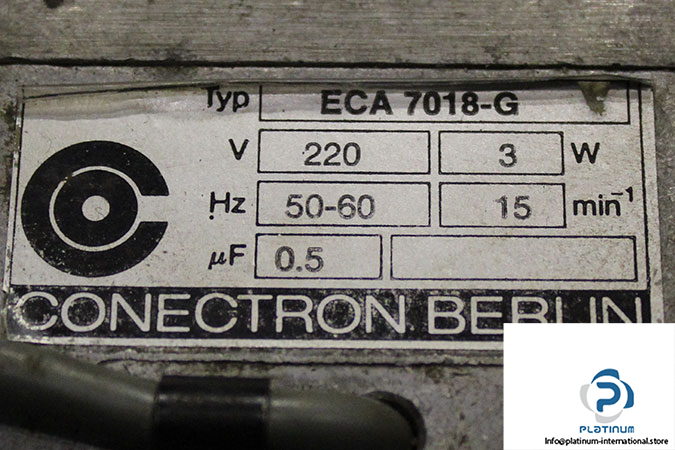 Typ ECA 7018-G
V 220 3 W
Hz 50-60 15 min⁻¹
µF 0.5
CONECTRON BERLIN
PLATINUM
Info@platinum-international.store